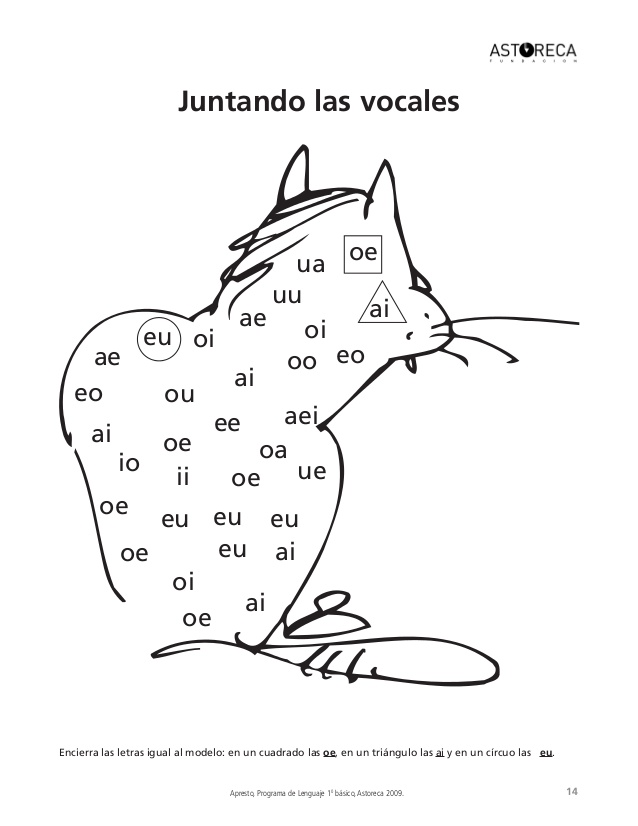 ASTORECA
FUNDACION
Juntando las vocales
oe
ua
uu
ai
ae
oi
eu
oi
ae
oo
eo
ai
eo
ou
aei
ee
ai
oe
oa
io
ii
oe
ue
oe
eu
eu
eu
oe
eu
ai
oi
ai
oe
Encierra las letras igual al modelo: en un cuadrado las oe, en un triángulo las ai y en un círcuo las eu.
Apresto, Programa de Lenguaje 1º básico, Astoreca 2009.
14